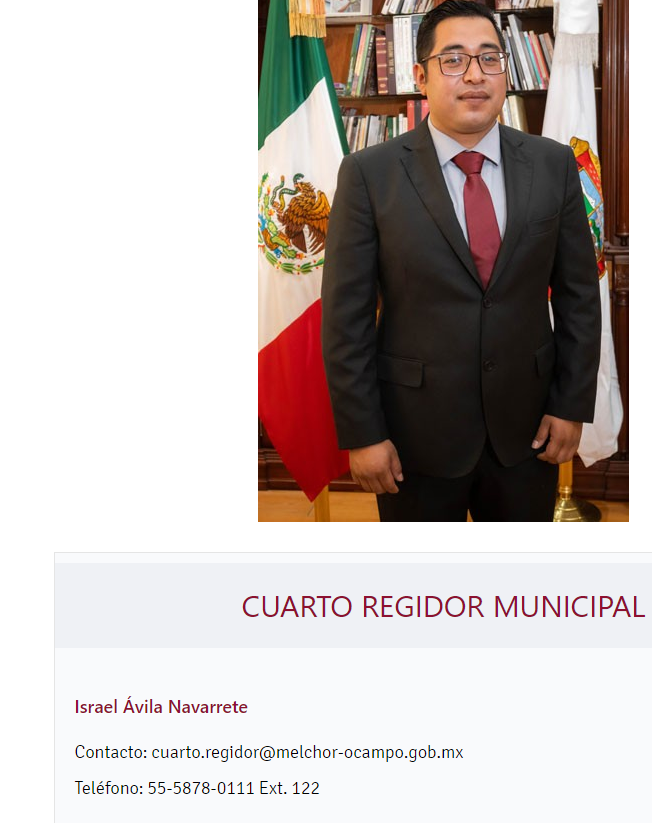 CUARTO REGIDOR MUNICIPAL
Israel Ávila Navarrete
Contacto: cuarto.regidor@melchor-ocampo.gob.mx
Teléfono: 55-5878-0111 Ext. 122